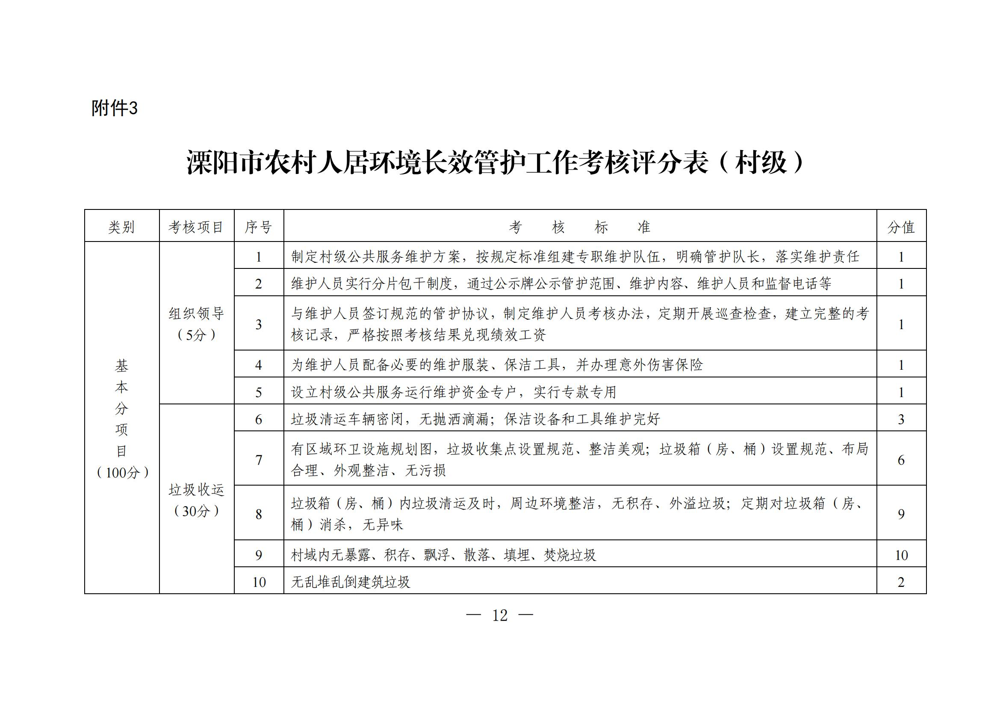 附件3
溧阳市农村人居环境长效管护工作考核评分表（村级）
类别 考核项目 序号 考 核 标 准 分值
基
本
分
项
目
（100分）
组织领导
（5分）
1 制定村级公共服务维护方案，按规定标准组建专职维护队伍，明确管护队长，落实维护责任 1
2 维护人员实行分片包干制度，通过公示牌公示管护范围、维护内容、维护人员和监督电话等 1
3 与维护人员签订规范的管护协议，制定维护人员考核办法，定期开展巡查检查，建立完整的考
核记录，严格按照考核结果兑现绩效工资 1
4 为维护人员配备必要的维护服装、保洁工具，并办理意外伤害保险 1
5 设立村级公共服务运行维护资金专户，实行专款专用 1
垃圾收运
（30分）
6 垃圾清运车辆密闭，无抛洒滴漏；保洁设备和工具维护完好 3
7 有区域环卫设施规划图，垃圾收集点设置规范、整洁美观；垃圾箱（房、桶）设置规范、布局
合理、外观整洁、无污损 6
8 垃圾箱（房、桶）内垃圾清运及时，周边环境整洁，无积存、外溢垃圾；定期对垃圾箱（房、
桶）消杀，无异味 9
9 村域内无暴露、积存、飘浮、散落、填埋、焚烧垃圾 10
10 无乱堆乱倒建筑垃圾 2
— 12 —